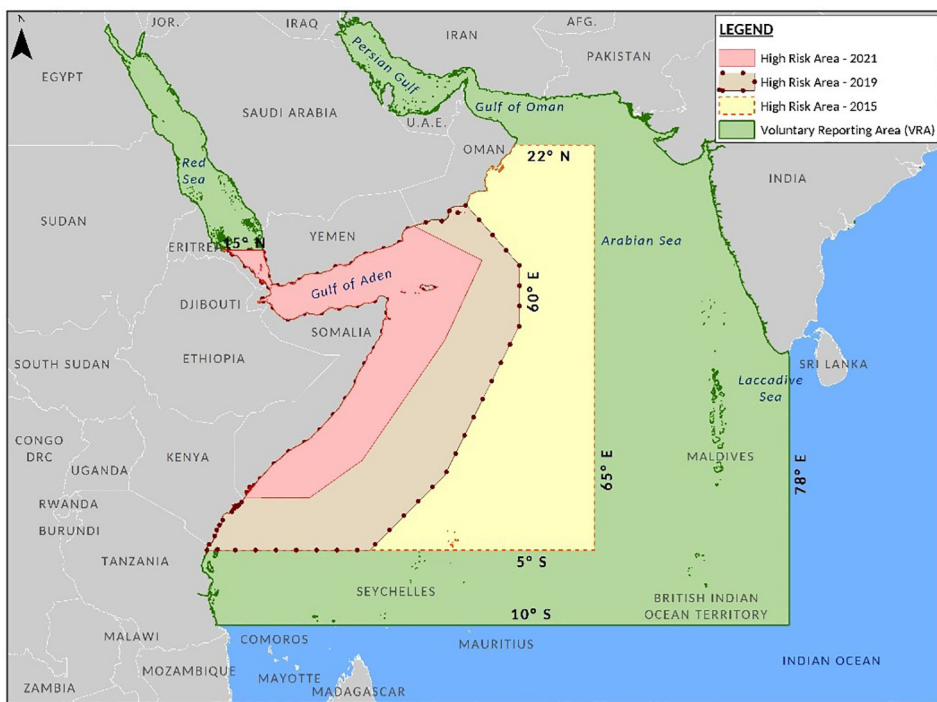 N
JOR.
IRAQ
IRAN
AFG.
PAKISTAN
EGYPT
SAUDI ARABIA
Persian Gulf
Gulf of Oman
U.A.E.
OMAN
INDIA
LEGEND
High Risk Area - 2021
High Risk Area - 2019
High Risk Area - 2015
Voluntary Reporting Area (VRA)
22° N
Red
Sea
SUDAN
ERITREA
15° N
YEMEN
Arabian Sea
Gulf of Aden
60° E
DJIBOUTI
SOMALIA
ETHIOPIA
SOUTH SUDAN
SRI LANKA
Laccadive
Sea
CONGO
DRC
UGANDA
KENYA
MALDIVES
65° E
78° E
RWANDA
BURUNDI
TANZANIA
5° S
SEYCHELLES
BRITISH INDIAN
OCEAN TERRITORY
10° S
MALAWI
COMOROS
MAURITIUS
MOZAMBIQUE
MAYOTTE
INDIAN OCEAN
ZAMBIA
MADAGASCAR